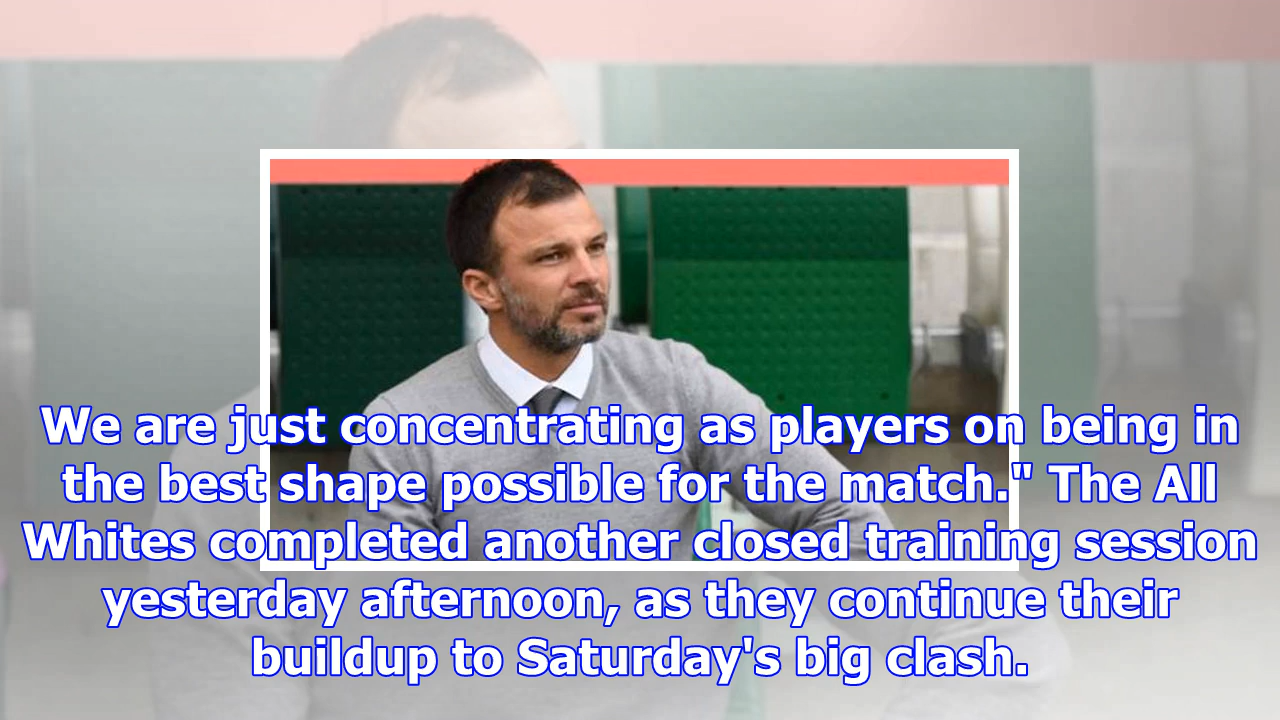 We are just concentrating as players on being in
the best shape possible for the match." The All
Whites completed another closed training session
yesterday afternoon, as they continue their
buildup to Saturday's big clash.